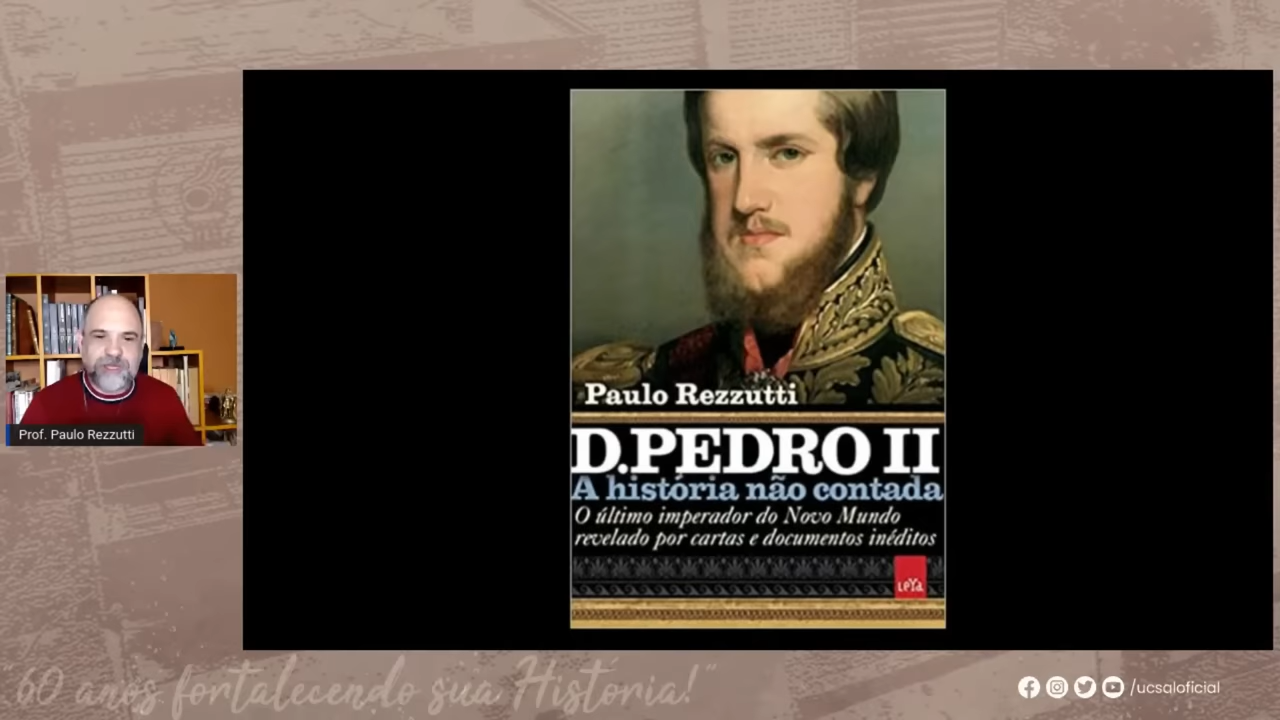 Paulo Rezzutti
D.PEDRO II
A história não contada
O último imperador do Novo Mundo
revelado por cartas e documentos inéditos
LeYa
Prof. Paulo Rezzutti
"60 anos fortalecendo sua História!"
/ucsaloficial